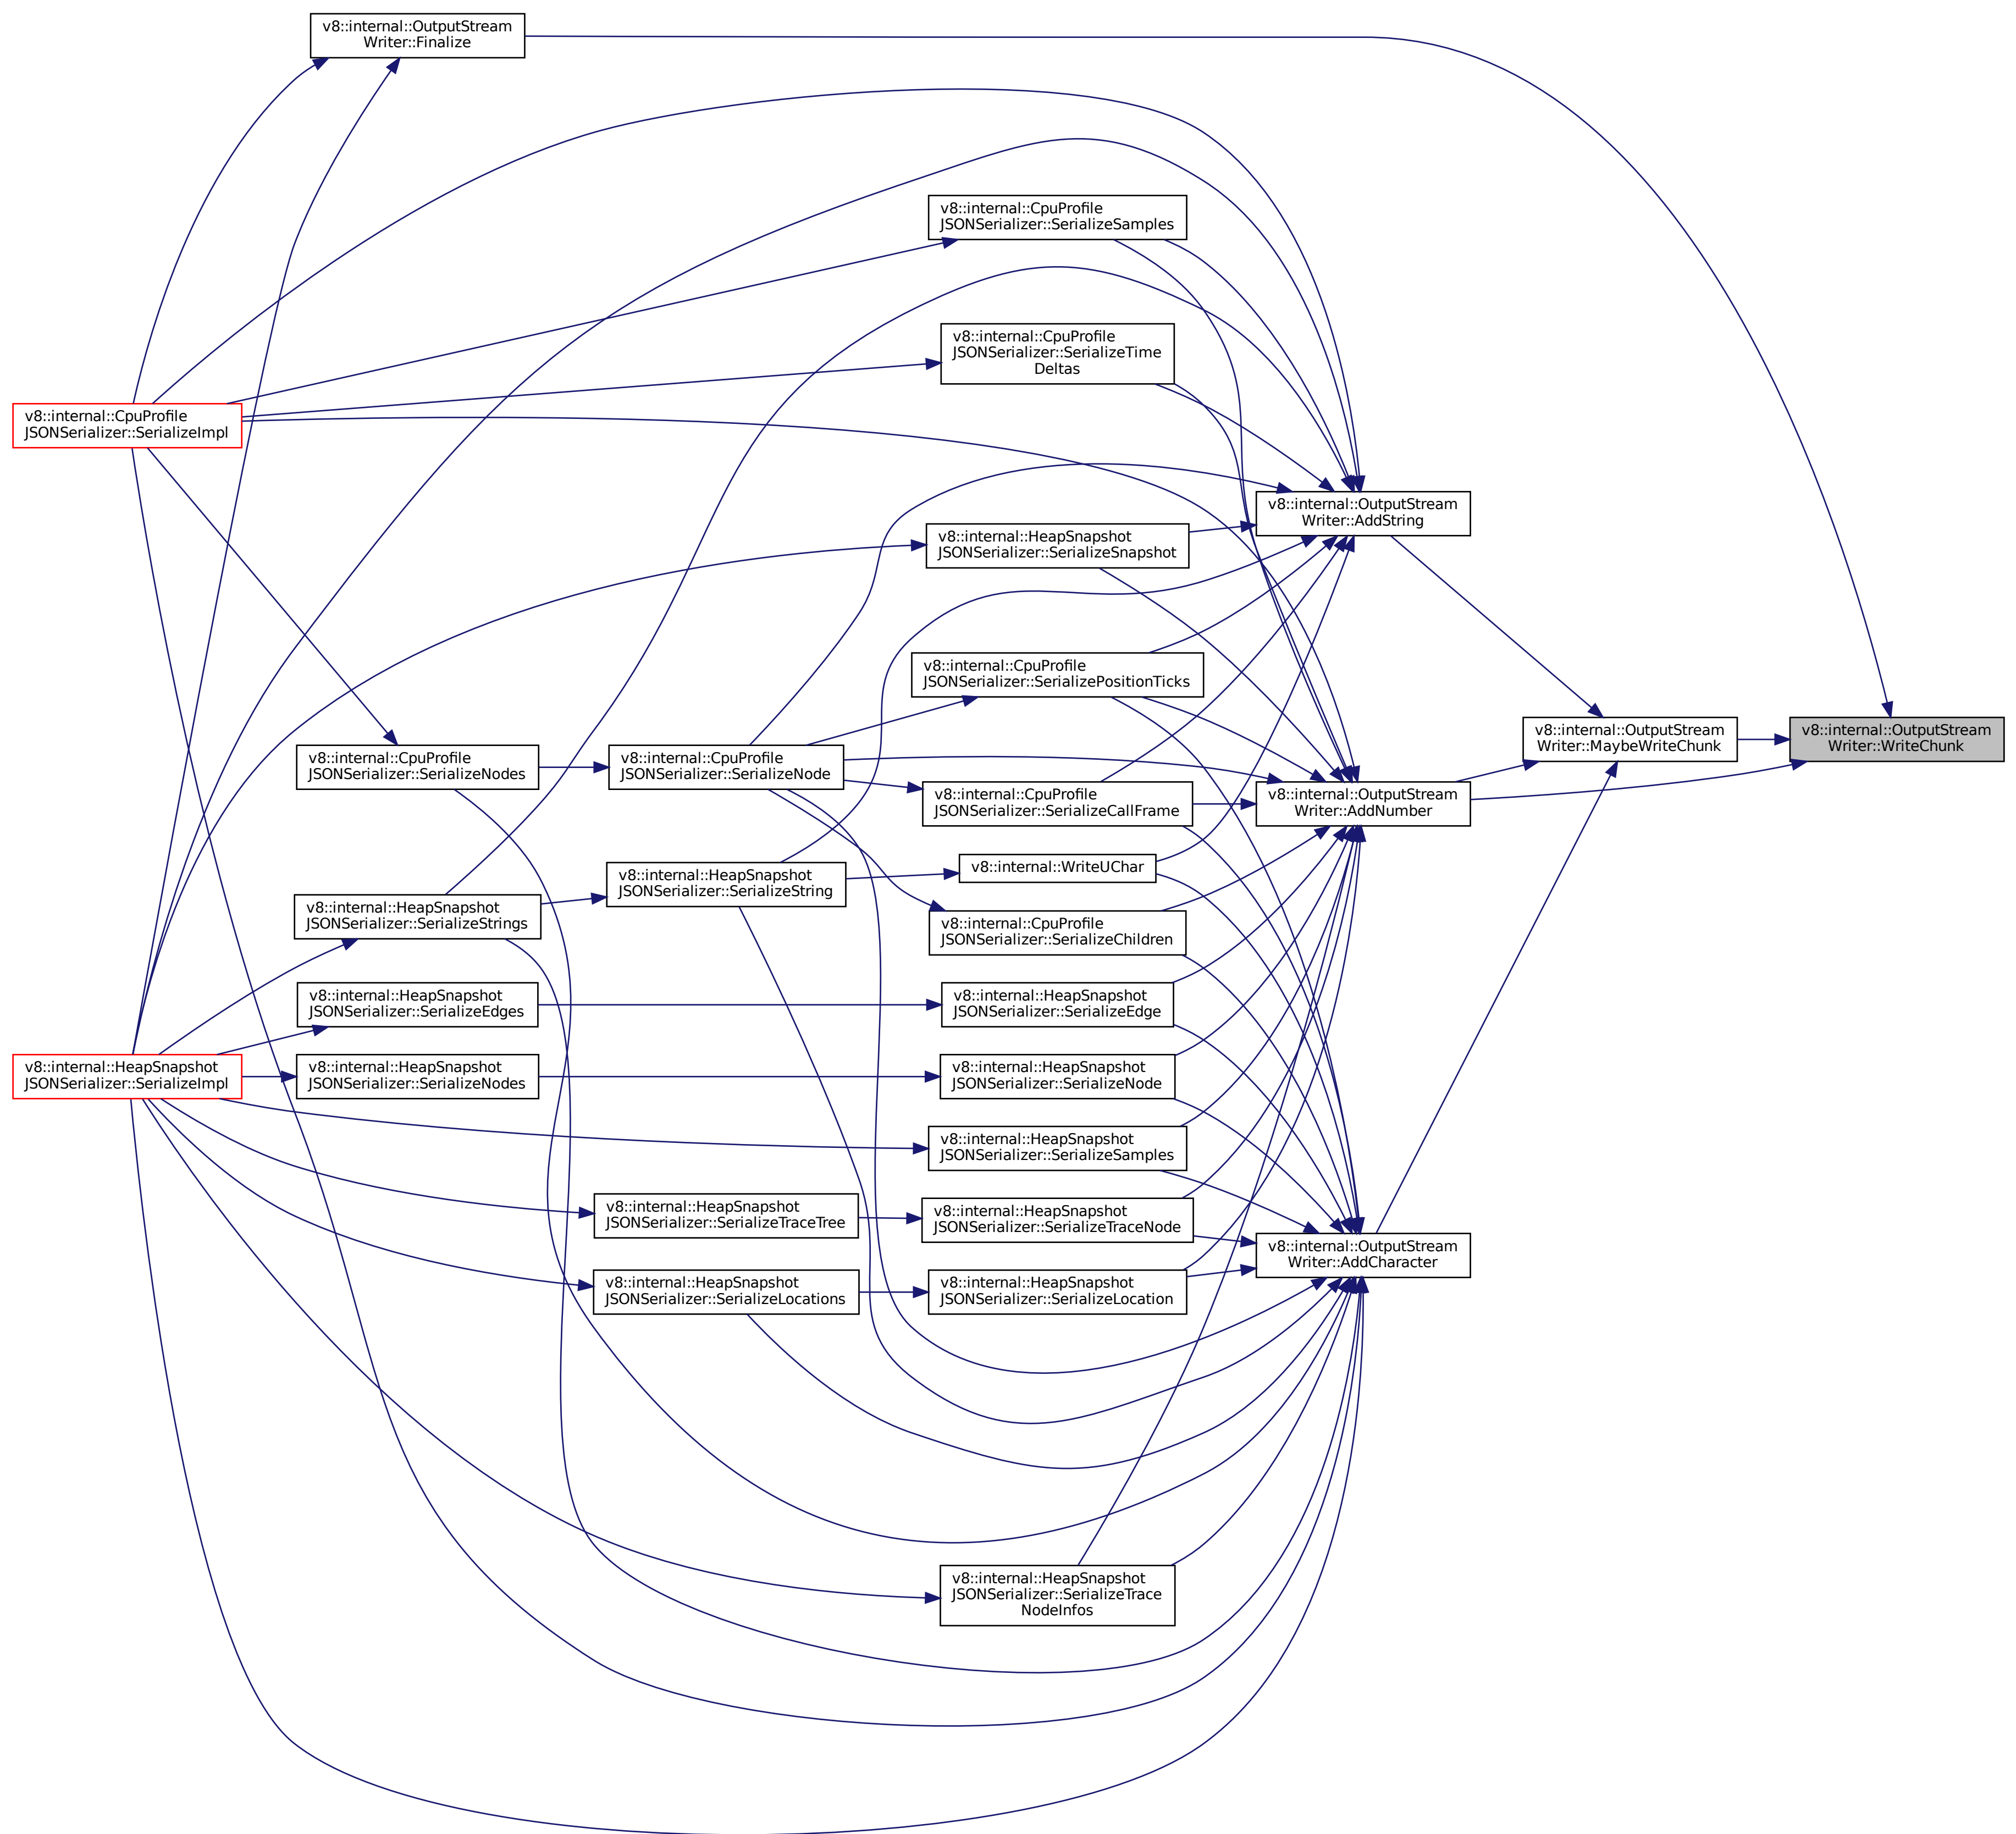 v8::internal::OutputStream
Writer::Finalize
v8::internal::CpuProfile
JSONSerializer::SerializeSamples
v8::internal::CpuProfile
JSONSerializer::SerializeTime
Deltas
v8::internal::CpuProfile
JSONSerializer::SerializeImpl
v8::internal::OutputStream
Writer::AddString
v8::internal::HeapSnapshot
JSONSerializer::SerializeSnapshot
v8::internal::CpuProfile
JSONSerializer::SerializePositionTicks
v8::internal::OutputStream
Writer::MaybeWriteChunk
v8::internal::OutputStream
Writer::WriteChunk
v8::internal::CpuProfile
JSONSerializer::SerializeNodes
v8::internal::CpuProfile
JSONSerializer::SerializeNode
v8::internal::CpuProfile
JSONSerializer::SerializeCallFrame
v8::internal::OutputStream
Writer::AddNumber
v8::internal::WriteUChar
v8::internal::HeapSnapshot
JSONSerializer::SerializeString
v8::internal::HeapSnapshot
JSONSerializer::SerializeStrings
v8::internal::CpuProfile
JSONSerializer::SerializeChildren
v8::internal::HeapSnapshot
JSONSerializer::SerializeEdges
v8::internal::HeapSnapshot
JSONSerializer::SerializeEdge
v8::internal::HeapSnapshot
JSONSerializer::SerializeImpl
v8::internal::HeapSnapshot
JSONSerializer::SerializeNodes
v8::internal::HeapSnapshot
JSONSerializer::SerializeNode
v8::internal::HeapSnapshot
JSONSerializer::SerializeSamples
v8::internal::HeapSnapshot
JSONSerializer::SerializeTraceTree
v8::internal::HeapSnapshot
JSONSerializer::SerializeTraceNode
v8::internal::OutputStream
Writer::AddCharacter
v8::internal::HeapSnapshot
JSONSerializer::SerializeLocations
v8::internal::HeapSnapshot
JSONSerializer::SerializeLocation
v8::internal::HeapSnapshot
JSONSerializer::SerializeTrace
NodeInfos